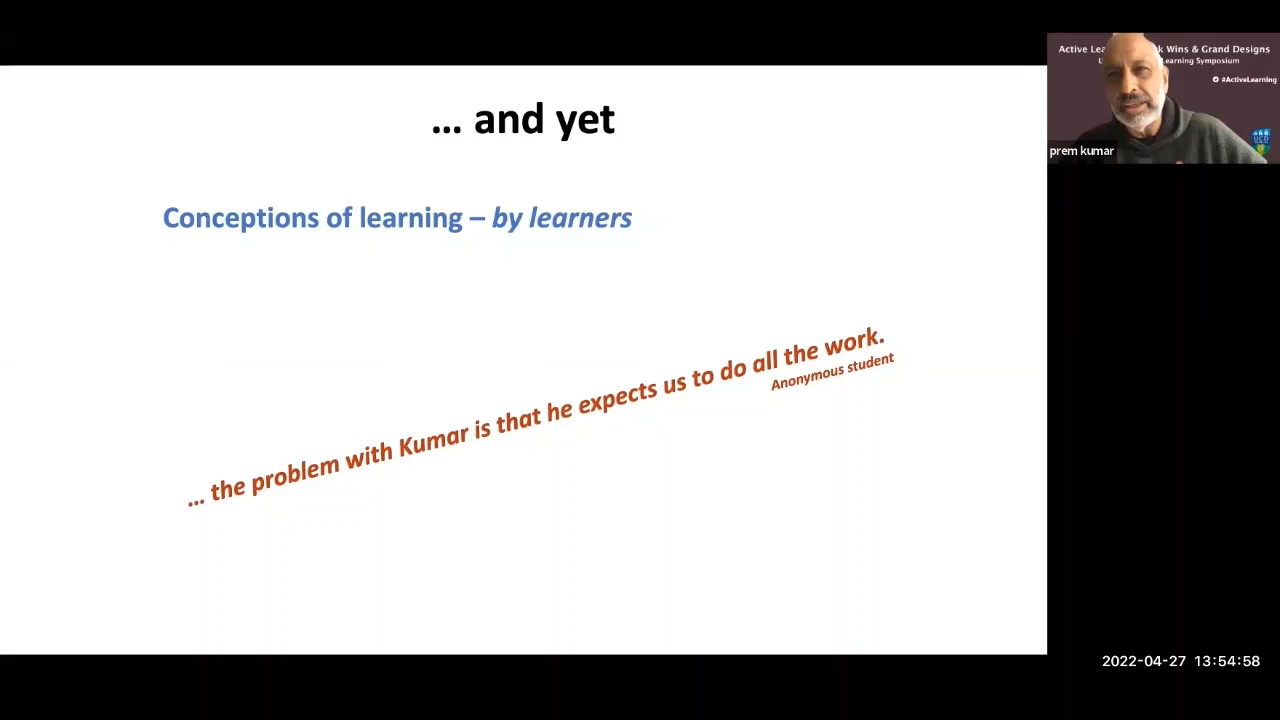 ... and yet
Conceptions of learning – by learners
... the problem with Kumar is that he expects us to do all the work.
Anonymous student
Active Lea k Wins & Grand Designs
Learning Symposium
#ActiveLearning
UCD
prem kumar
2022-04-27 13:54:58